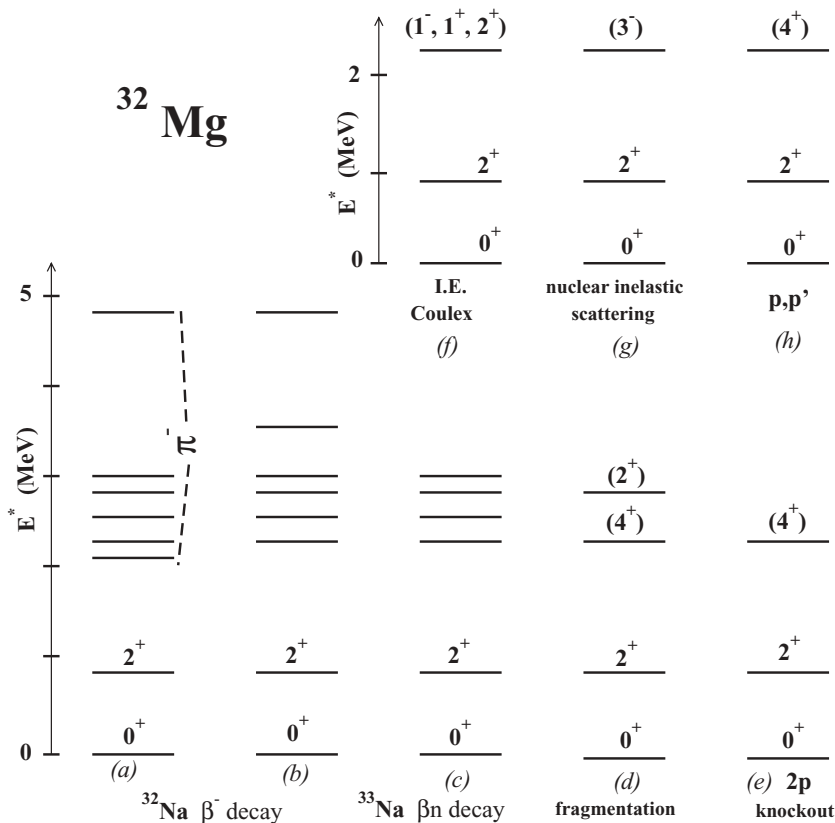 (1⁻, 1⁺, 2⁺) (3⁻) (4⁺)
2
³² Mg
E* (MeV)
2⁺ 2⁺ 2⁺
0⁺ 0⁺ 0⁺
0
I.E. Coulex
(f)
nuclear inelastic scattering
(g)
p,p’
(h)
5
π⁻
E* (MeV)
(2⁺)
(4⁺) (4⁺)
2⁺ 2⁺ 2⁺ 2⁺ 2⁺
0⁺ 0⁺ 0⁺ 0⁺ 0⁺
0
(a) (b) (c) (d) (e) 2p
³²Na β⁻ decay ³³Na βn decay fragmentation knockout